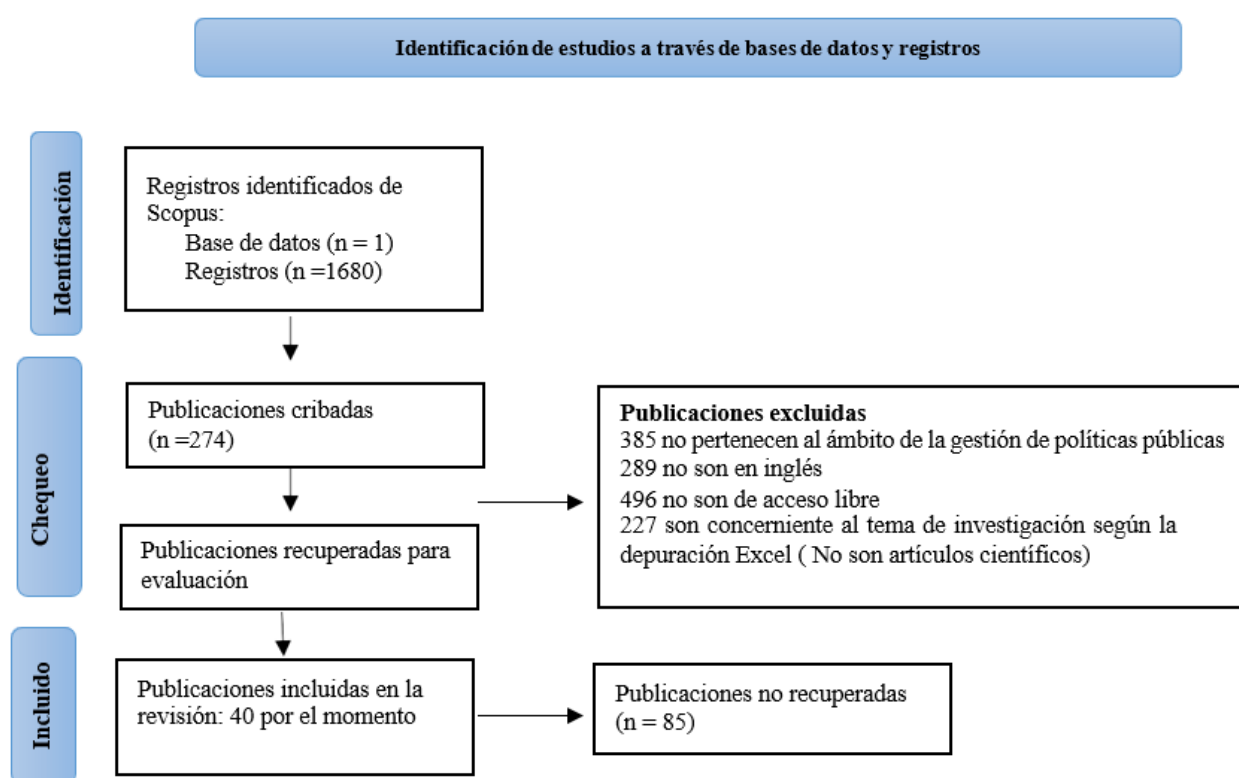 Identificación de estudios a través de bases de datos y registros
Identificación
Registros identificados de
Scopus:
Base de datos (n = 1)
Registros (n =1680)
Chequeo
Publicaciones cribadas
(n =274)
Publicaciones excluidas
385 no pertenecen al ámbito de la gestión de políticas públicas
289 no son en inglés
496 no son de acceso libre
227 son concerniente al tema de investigación según la
depuración Excel ( No son artículos científicos)
Publicaciones recuperadas para
evaluación
Incluido
Publicaciones incluidas en la
revisión: 40 por el momento
Publicaciones no recuperadas
(n = 85)